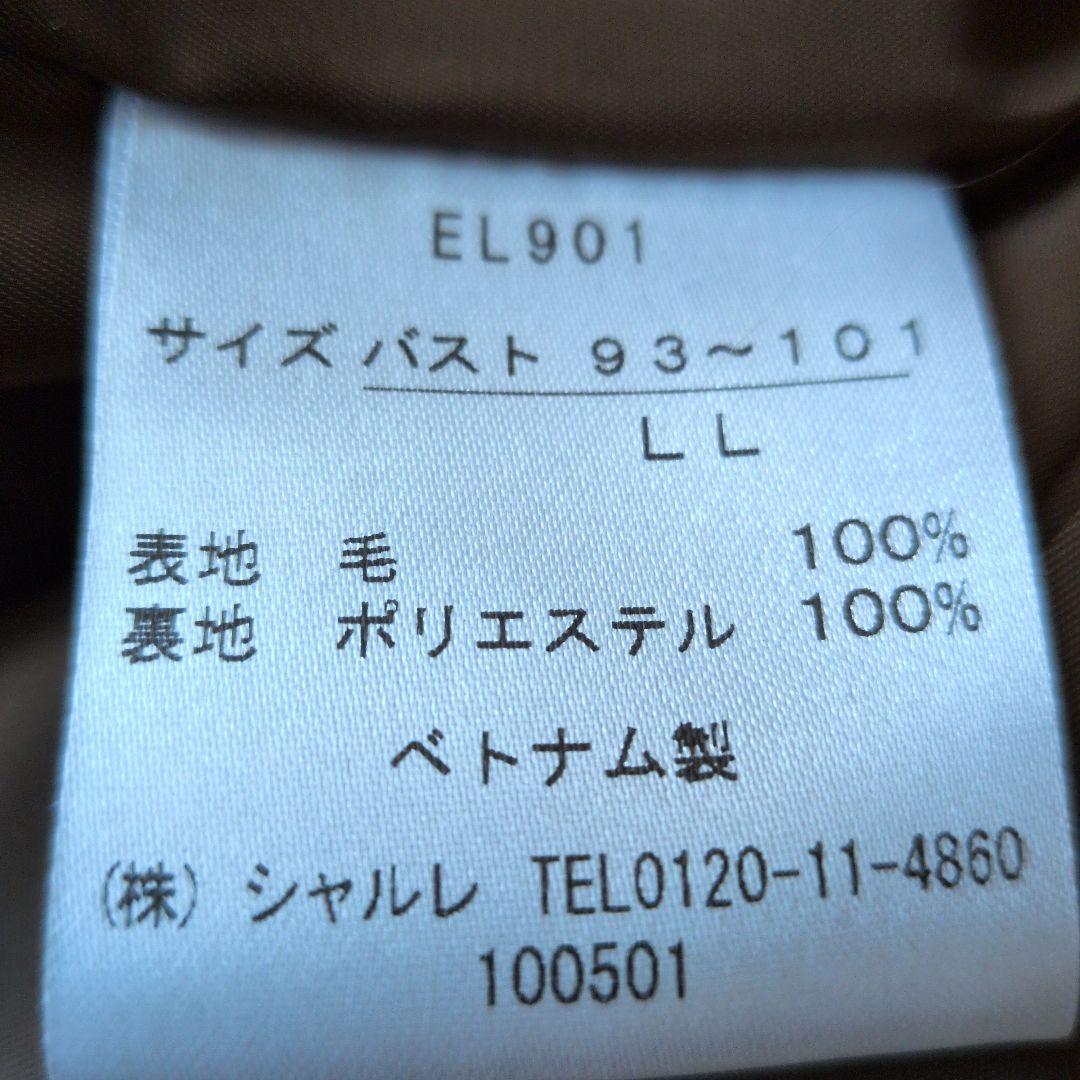 EL901
サイズ バスト 93～101
LL
表地 毛 100%
裏地 ポリエステル 100%
ベトナム製
(株) シャルレ TEL0120-11-4860
100501